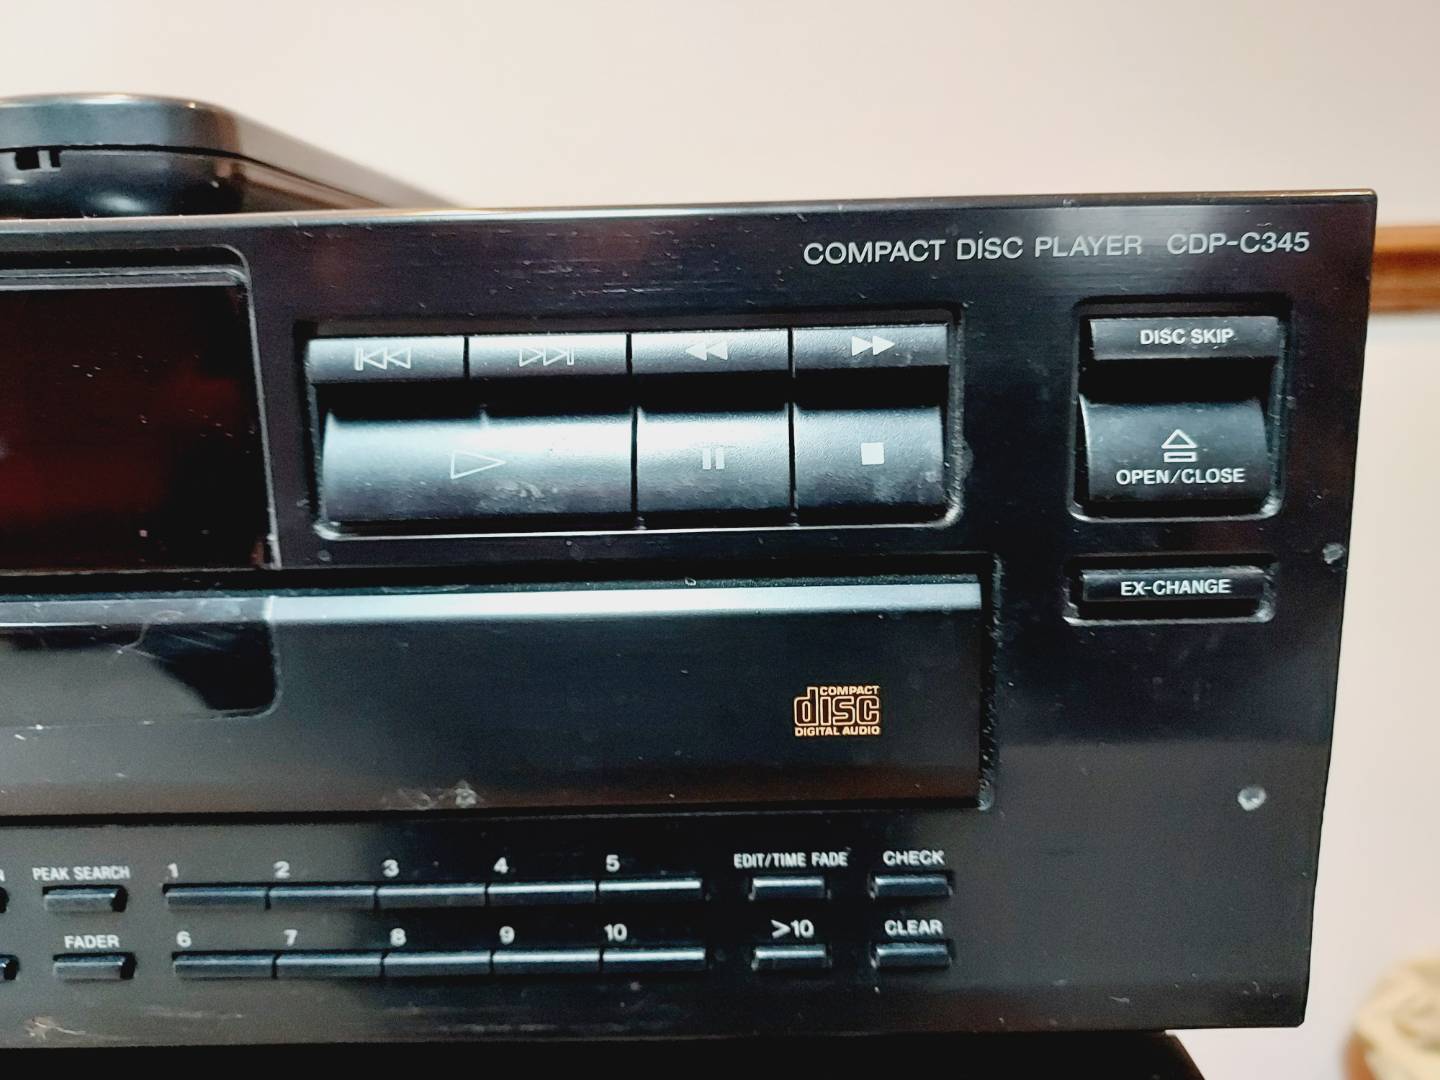 COMPACT DISC PLAYER CDP-C345
DISC SKIP
OPEN/CLOSE
EX-CHANGE
COMPACT
disc
DIGITAL AUDIO
PEAK SEARCH 1 2 3 4 5 EDIT/TIME FADE CHECK
FADER 6 7 8 9 10 >10 CLEAR